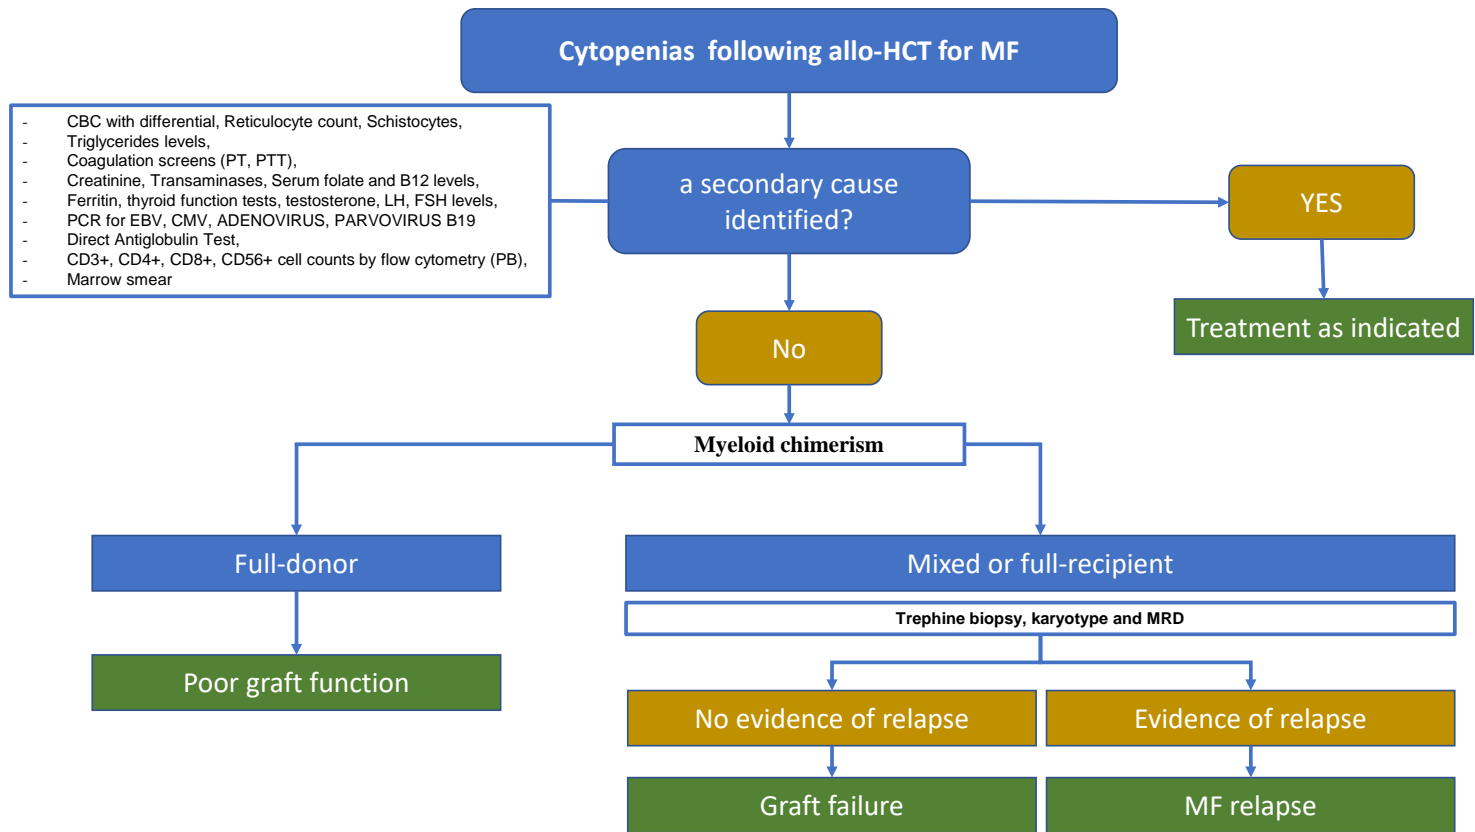 Cytopenias following allo-HCT for MF
- CBC with differential, Reticulocyte count, Schistocytes,
- Triglycerides levels,
- Coagulation screens (PT, PTT),
- Creatinine, Transaminases, Serum folate and B12 levels,
- Ferritin, thyroid function tests, testosterone, LH, FSH levels,
- PCR for EBV, CMV, ADENOVIRUS, PARVOVIRUS B19
- Direct Antiglobulin Test,
- CD3+, CD4+, CD8+, CD56+ cell counts by flow cytometry (PB),
- Marrow smear
a secondary cause
identified?
YES
Treatment as indicated
No
Myeloid chimerism
Full-donor
Mixed or full-recipient
Trephine biopsy, karyotype and MRD
Poor graft function
No evidence of relapse
Evidence of relapse
Graft failure
MF relapse